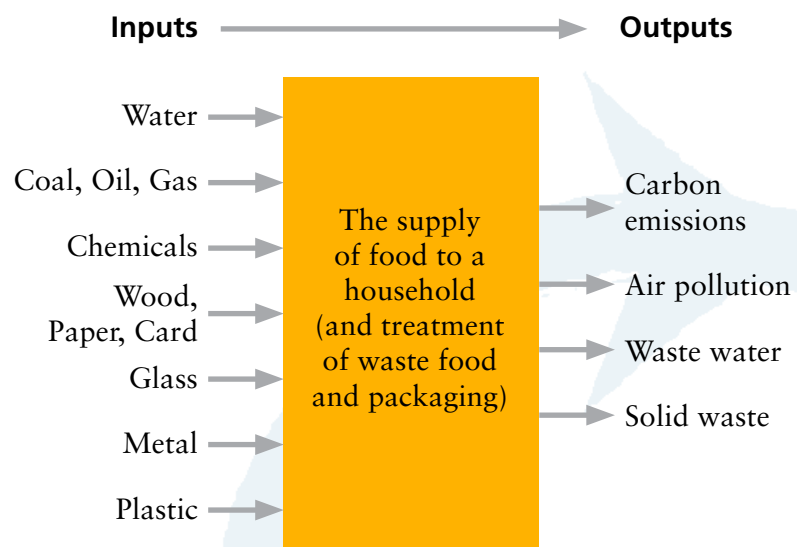 Inputs
Outputs
Water
Coal, Oil, Gas
Chemicals
Wood,
Paper, Card
Glass
Metal
Plastic
The supply
of food to a
household
(and treatment
of waste food
and packaging)
Carbon
emissions
Air pollution
Waste water
Solid waste